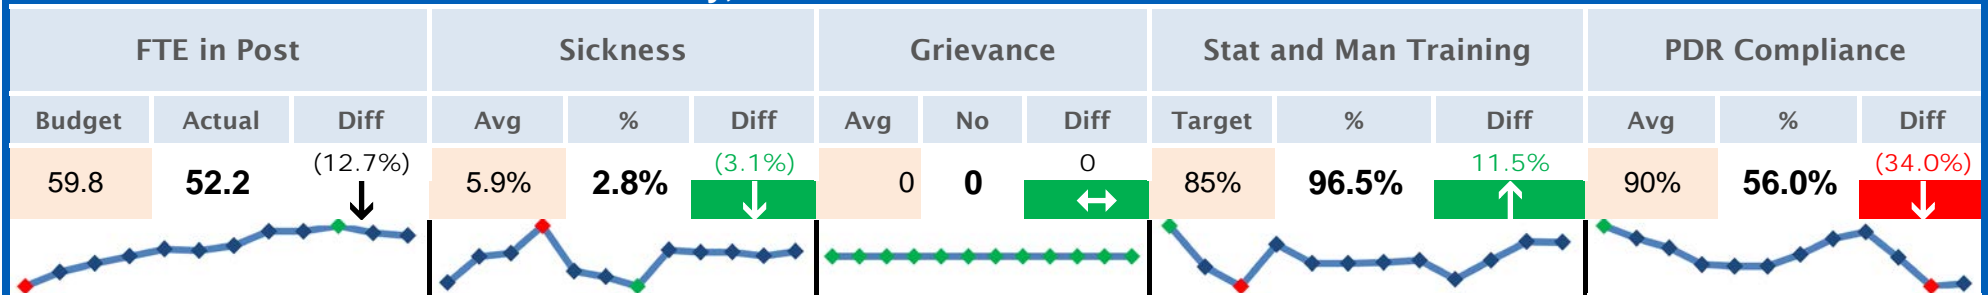 FTE in Post Sickness Grievance Stat and Man Training PDR Compliance
Budget Actual Diff Avg % Diff Avg No Diff Target % Diff Avg % Diff
59.8 52.2 (12.7%) 5.9% 2.8% (3.1%) 0 0 0 85% 96.5% 11.5% 90% 56.0% (34.0%)